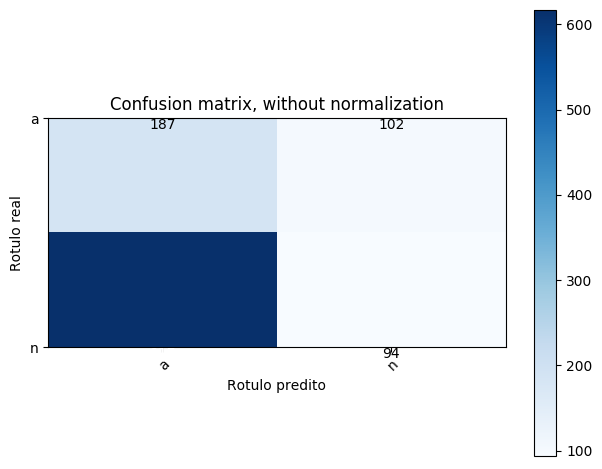 Confusion matrix, without normalization
a
187
102
Rotulo real
n
94
a
n
Rotulo predito
600
500
400
300
200
100